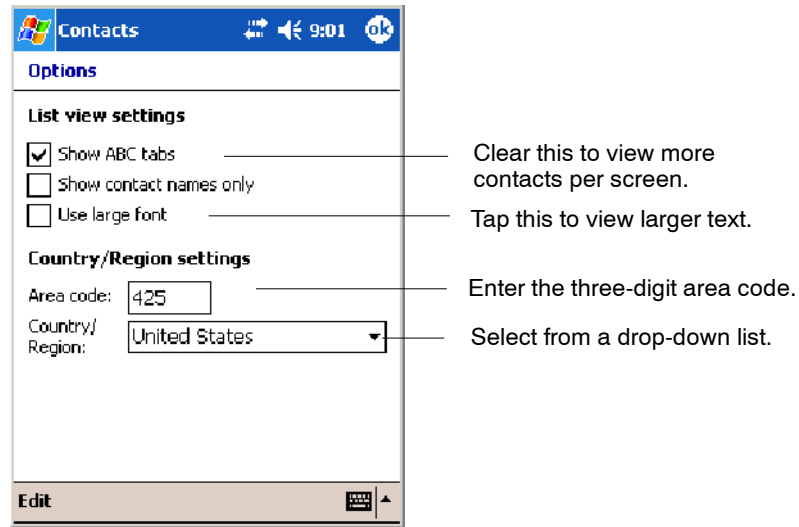 Contacts 9:01 ok
Options
List view settings
Show ABC tabs
Show contact names only
Use large font
Country/Region settings
Area code: 425
Country/
Region: United States
Edit
Clear this to view more
contacts per screen.
Tap this to view larger text.
Enter the three-digit area code.
Select from a drop-down list.